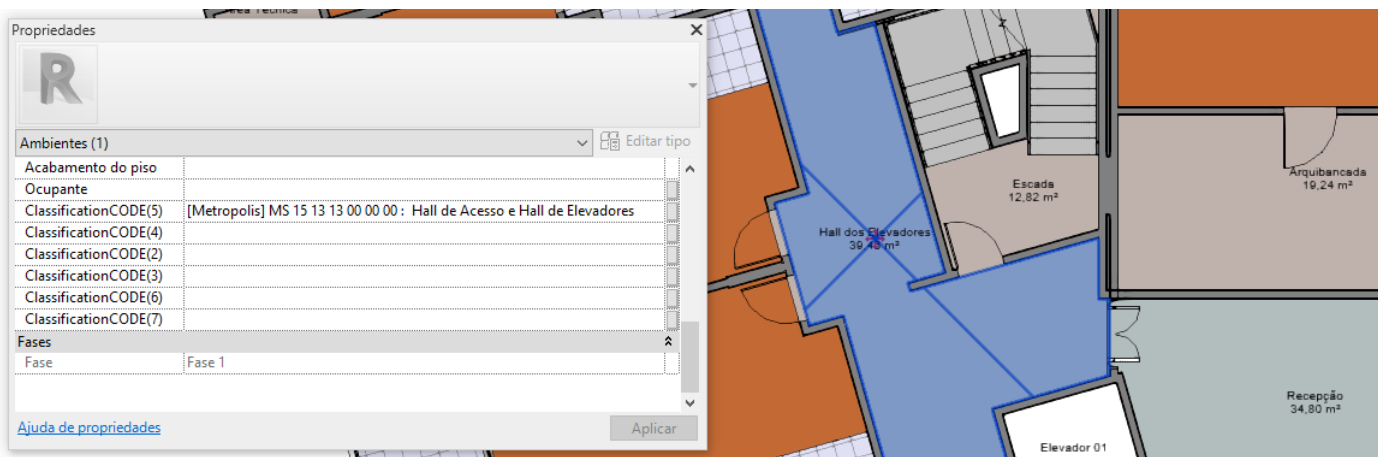 Propriedades
R
Ambientes (1)
Editar tipo
Acabamento do piso
Ocupante
ClassificationCODE(5) [Metropolis] MS 15 13 13 00 00 00 : Hall de Acesso e Hall de Elevadores
ClassificationCODE(4)
ClassificationCODE(2)
ClassificationCODE(3)
ClassificationCODE(6)
ClassificationCODE(7)
Fases
Fase Fase 1
Ajuda de propriedades
Aplicar
Área Técnica
Escada
12,82 m²
Arquibancada
19,24 m²
Hall dos Elevadores
m²
Recepção
34,80 m²
Elevador 01